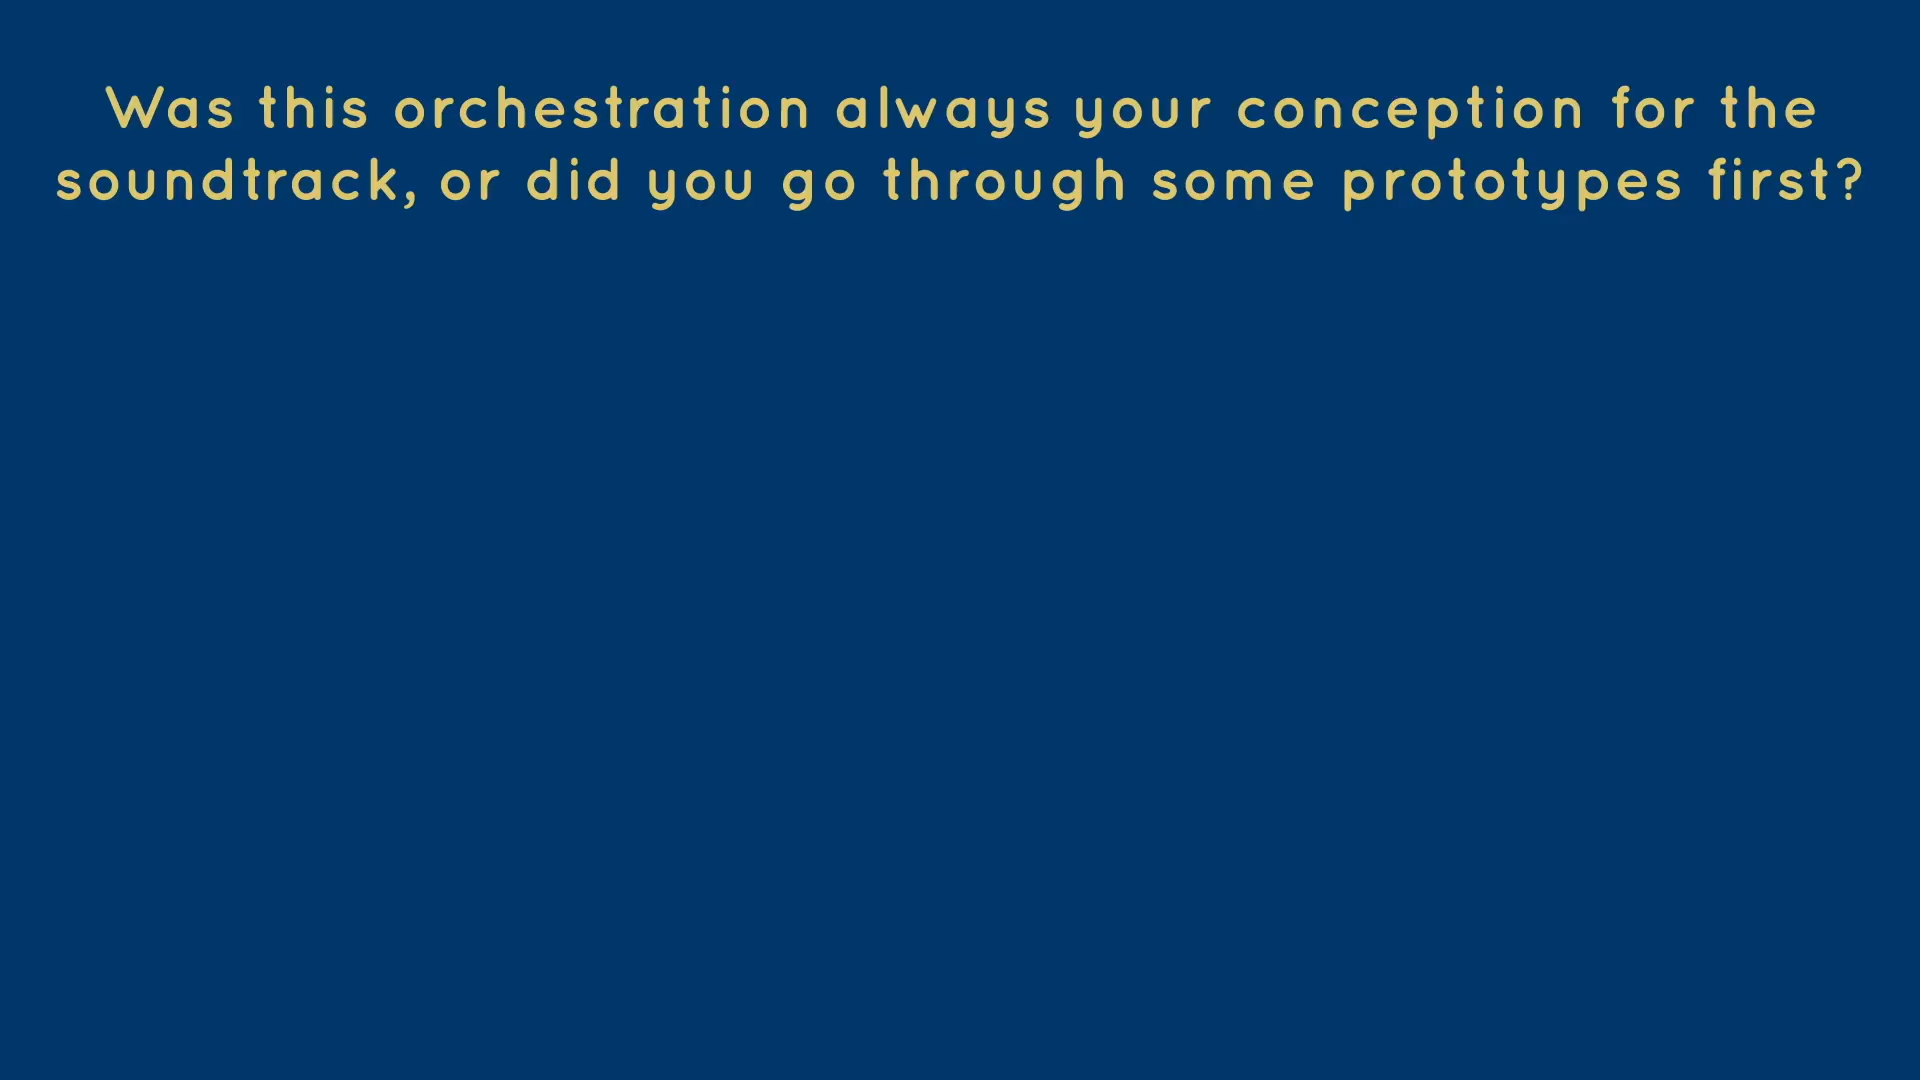 Was this orchestration always your conception for the
soundtrack, or did you go through some prototypes first?